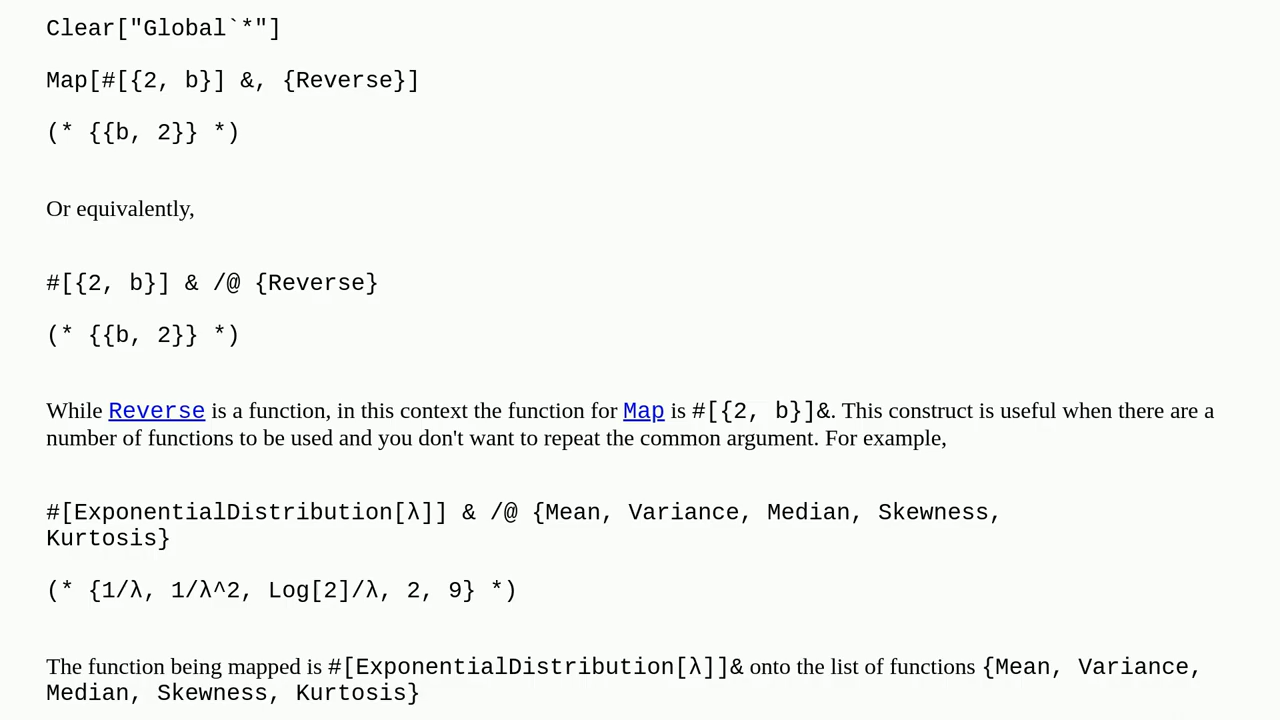 Clear["Global`*"]
Map[#[{2, b}] &, {Reverse}]
(* {{b, 2}} *)
Or equivalently,
#[{2, b}] & /@ {Reverse}
(* {{b, 2}} *)
While Reverse is a function, in this context the function for Map is #[{2, b}]&. This construct is useful when there are a
number of functions to be used and you don't want to repeat the common argument. For example,
#[ExponentialDistribution[λ]] & /@ {Mean, Variance, Median, Skewness,
Kurtosis}
(* {1/λ, 1/λ^2, Log[2]/λ, 2, 9} *)
The function being mapped is #[ExponentialDistribution[λ]]& onto the list of functions {Mean, Variance,
Median, Skewness, Kurtosis}